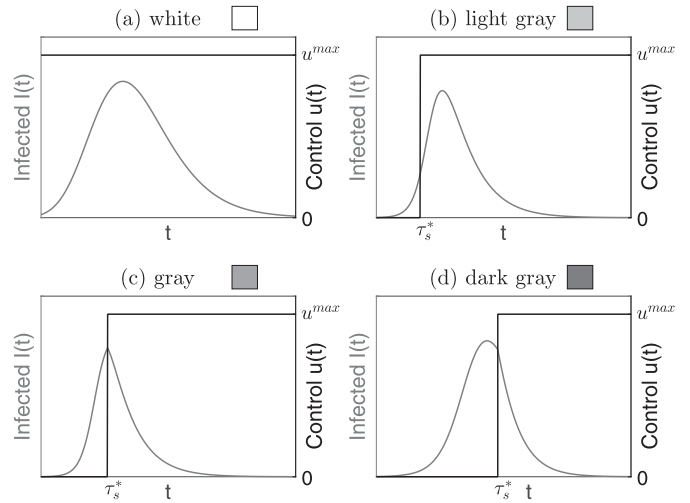 (a) white
(b) light gray
Infected I(t)
u^max
Control u(t)
0
t
Infected I(t)
u^max
Control u(t)
0
τ_s^*
t
(c) gray
(d) dark gray
Infected I(t)
u^max
Control u(t)
0
τ_s^*
t
Infected I(t)
u^max
Control u(t)
0
τ_s^*
t